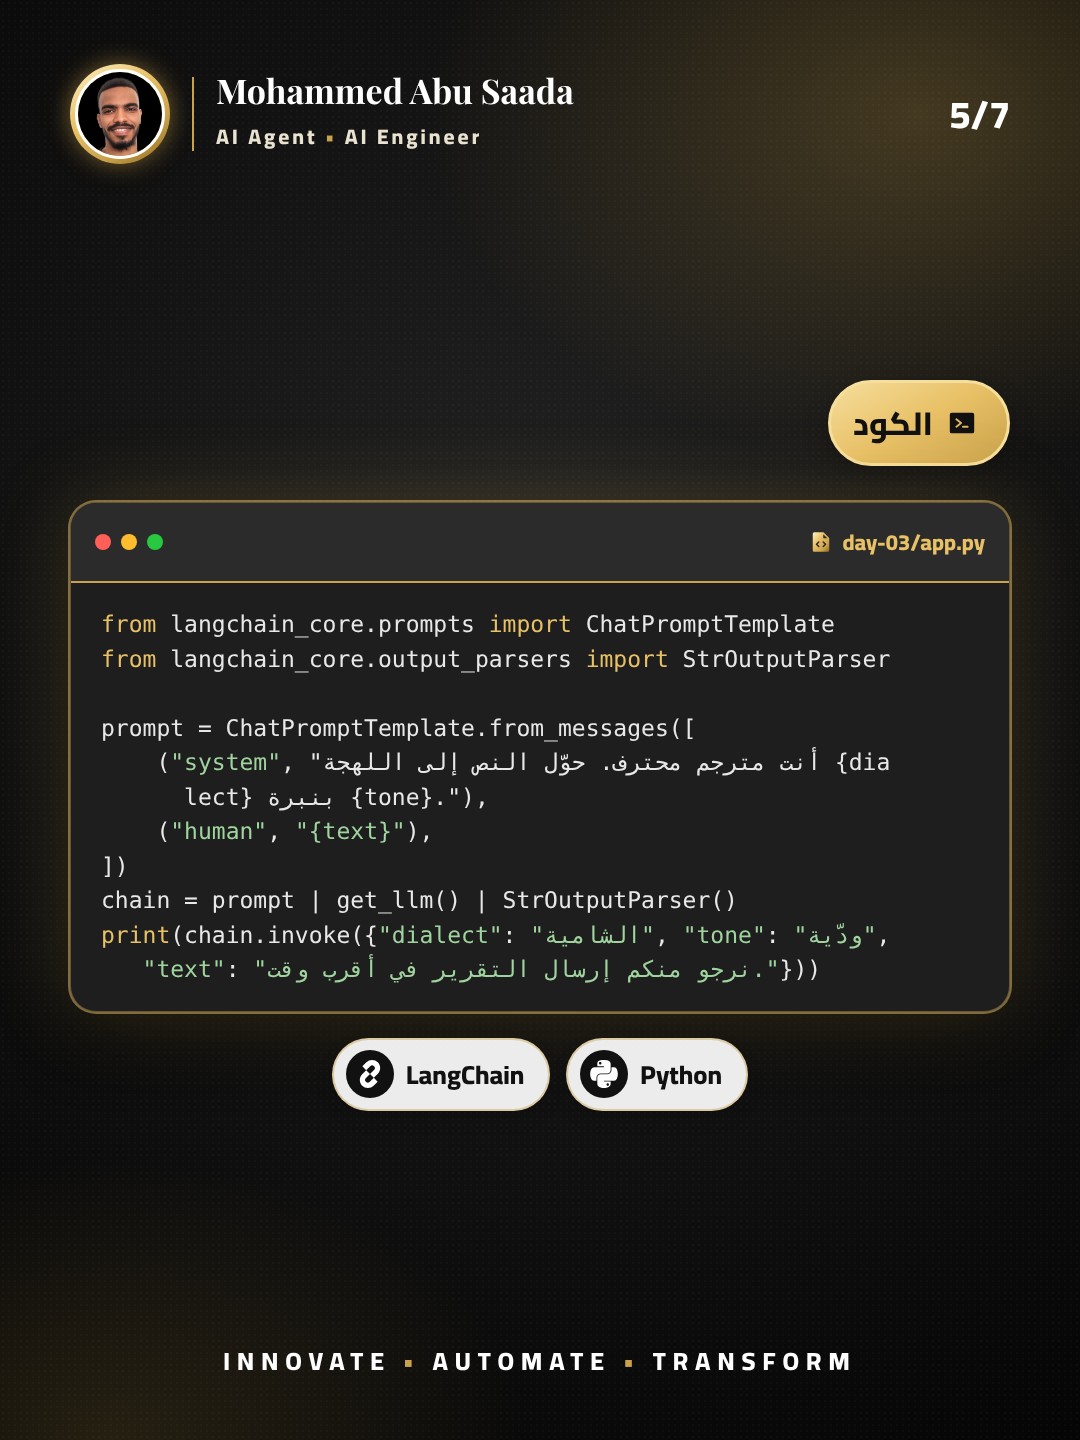 Mohammed Abu Saada
AI Agent ▪ AI Engineer
5/7
الكود
day-03/app.py
from langchain_core.prompts import ChatPromptTemplate
from langchain_core.output_parsers import StrOutputParser
prompt = ChatPromptTemplate.from_messages([
("system", "أنت مترجم محترف. حوّل النص إلى اللهجة {dia
lect} بنبرة {tone}."),
("human", "{text}"),
])
chain = prompt | get_llm() | StrOutputParser()
print(chain.invoke({"dialect": "الشامية", "tone": "ودّية",
"text": "نرجو منكم إرسال التقرير في أقرب وقت."}))
LangChain
Python
INNOVATE ▪ AUTOMATE ▪ TRANSFORM